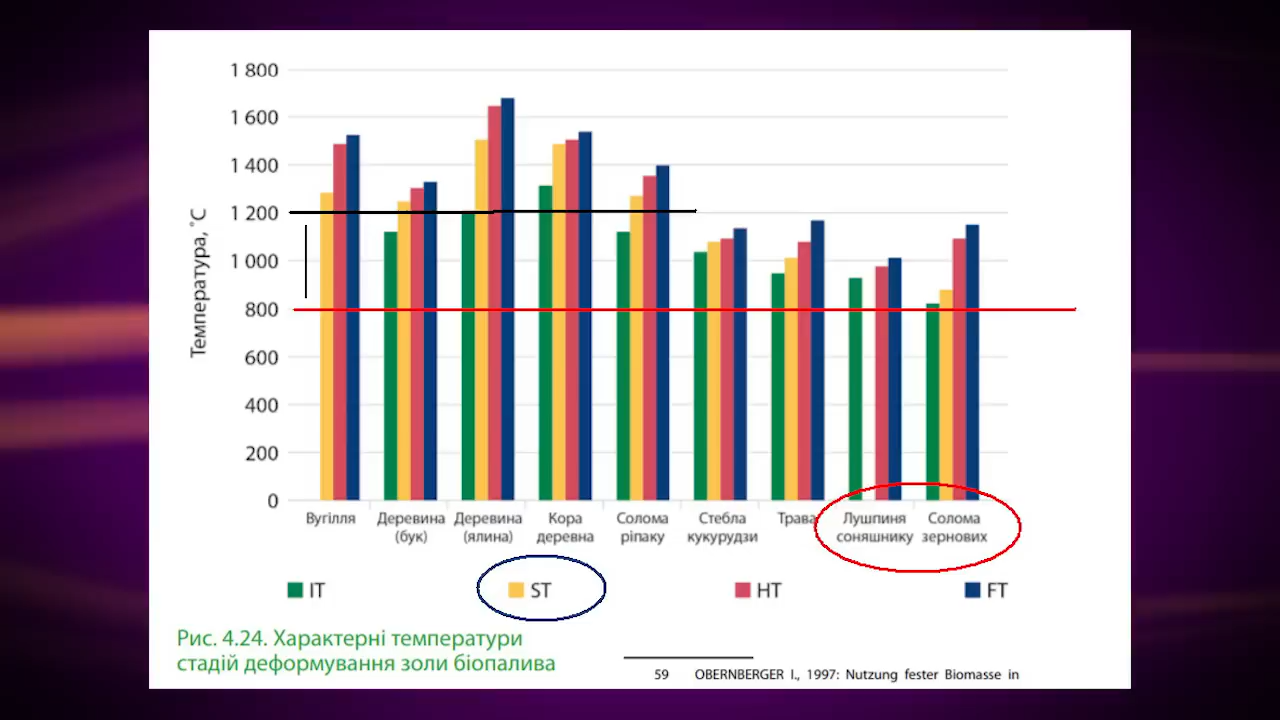 1 800
1 600
1 400
1 200
1 000
800
600
400
200
0
Температура, °С
Вугілля
Деревина (бук)
Деревина (ялина)
Кора деревна
Солома ріпаку
Стебла кукурудзи
Трава
Лушпиня соняшнику
Солома зернових
IT
ST
HT
FT
Рис. 4.24. Характерні температури
стадій деформування золи біопалива
59 OBERNBERGER I., 1997: Nutzung fester Biomasse in